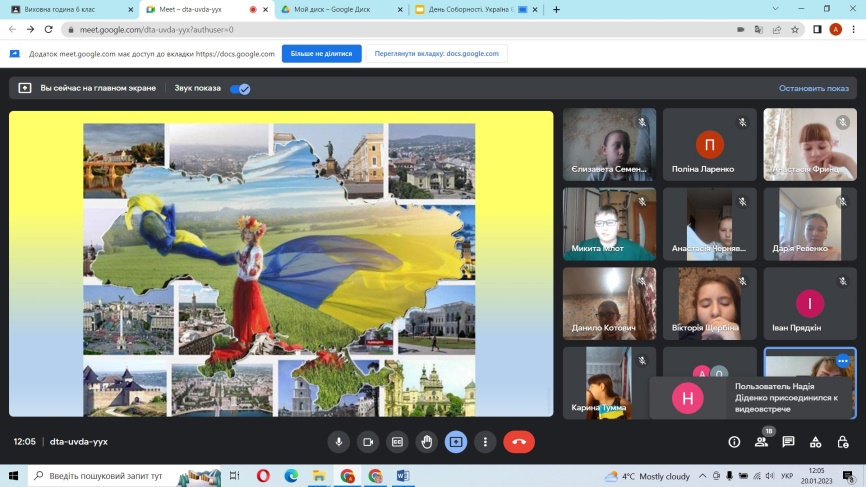 Виховна година 6 клас
Meet – dta-uvda-yyx
Мой диск – Google Диск
День Соборності. Україна є
meet.google.com/dta-uvda-yyx?authuser=0
A
Додаток meet.google.com має доступ до вкладки https://docs.google.com
Більше не ділитися
Переглянути вкладку: docs.google.com
Вы сейчас на главном экране
Звук показа
Остановить показ
Єлизавета Семен...
П
Поліна Ларенко
Анастасія Фринд
Микита Млот
Анастасія Черняв...
Дар'я Ревенко
Данило Котович
Вікторія Щербіна
І
Іван Прядкін
Карина Тумма
А
О
Н
Пользователь Надія
Діденко присоединился к
видеовстрече
12:05
dta-uvda-yyx
18
Введіть пошуковий запит тут
4°C Mostly cloudy
УКР
12:05
20.01.2023